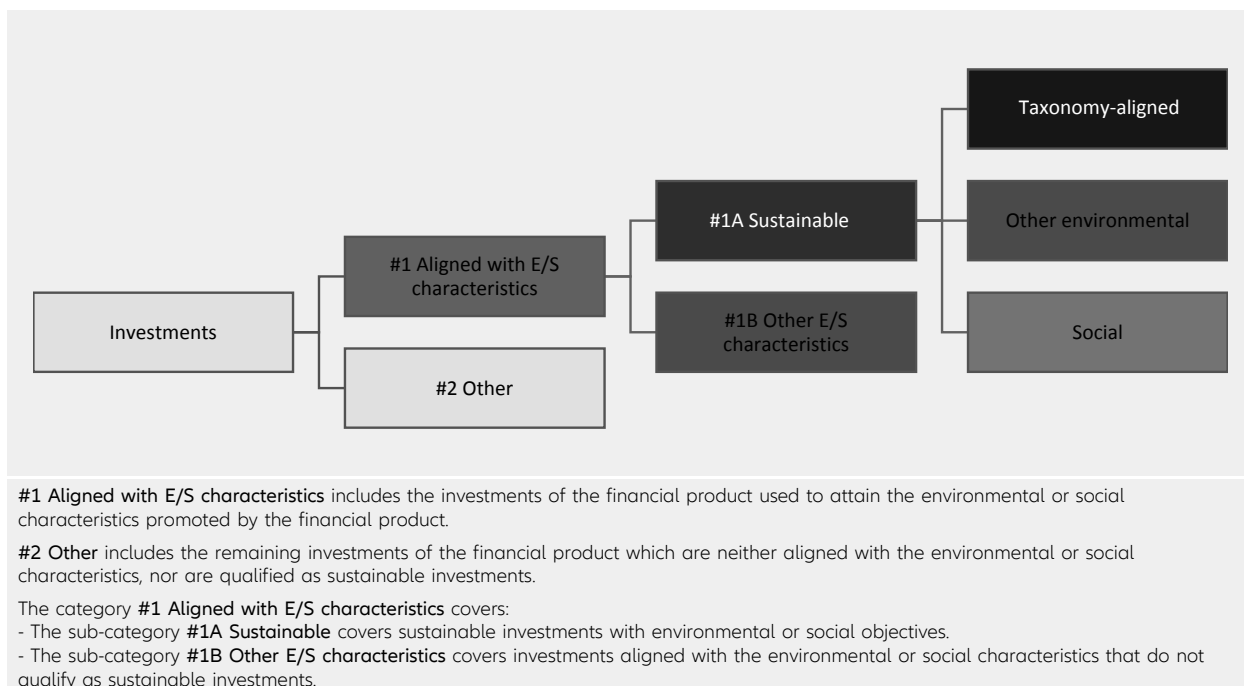 Taxonomy-aligned
#1A Sustainable
Other environmental
#1 Aligned with E/S
characteristics
Investments
#1B Other E/S
characteristics
Social
#2 Other
#1 Aligned with E/S characteristics includes the investments of the financial product used to attain the environmental or social
characteristics promoted by the financial product.
#2 Other includes the remaining investments of the financial product which are neither aligned with the environmental or social
characteristics, nor are qualified as sustainable investments.
The category #1 Aligned with E/S characteristics covers:
- The sub-category #1A Sustainable covers sustainable investments with environmental or social objectives.
- The sub-category #1B Other E/S characteristics covers investments aligned with the environmental or social characteristics that do not
qualify as sustainable investments.